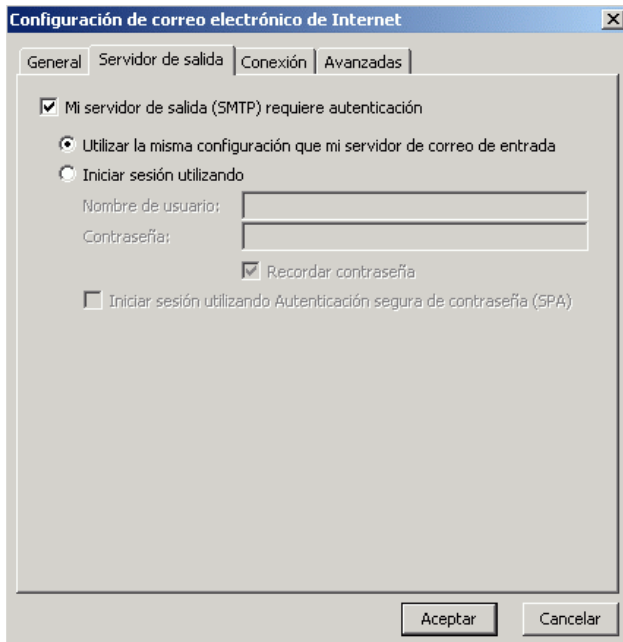 Configuración de correo electrónico de Internet
General Servidor de salida Conexión Avanzadas
Mi servidor de salida (SMTP) requiere autenticación
Utilizar la misma configuración que mi servidor de correo de entrada
Iniciar sesión utilizando
Nombre de usuario:
Contraseña:
Recordar contraseña
Iniciar sesión utilizando Autenticación segura de contraseña (SPA)
Aceptar Cancelar